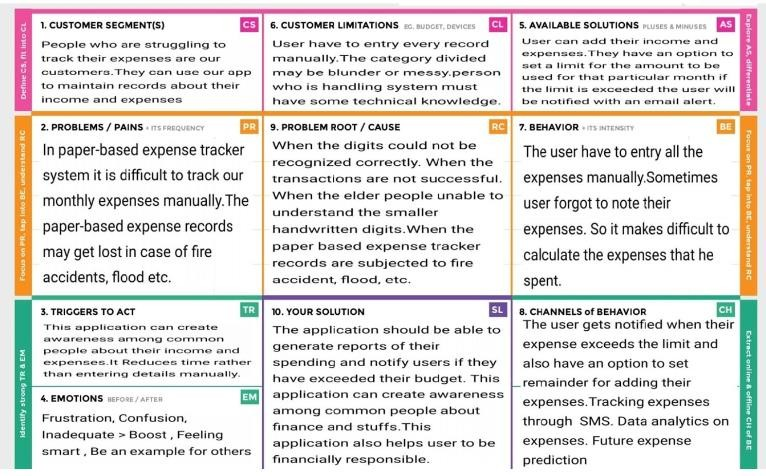 Define CS, fit into CL
1. CUSTOMER SEGMENT(S) CS
People who are struggling to
track their expenses are our
customers.They can use our app
to maintain records about their
income and expenses
6. CUSTOMER LIMITATIONS EG. BUDGET, DEVICES CL
User have to entry every record
manually.The category divided
may be blunder or messy.person
who is handling system must
have some technical knowledge.
5. AVAILABLE SOLUTIONS PLUSES & MINUSES AS
User can add their income and
expenses.They have an option to
set a limit for the amount to be
used for that particular month if
the limit is exceeded the user will
be notified with an email alert.
Explore AS, differentiate
Focus on PR, tap into BE, understand RC
2. PROBLEMS / PAINS + ITS FREQUENCY PR
In paper-based expense tracker
system it is difficult to track our
monthly expenses manually.The
paper-based expense records
may get lost in case of fire
accidents, flood etc.
9. PROBLEM ROOT / CAUSE RC
When the digits could not be
recognized correctly. When the
transactions are not successful.
When the elder people unable to
understand the smaller
handwritten digits.When the
paper based expense tracker
records are subjected to fire
accident, flood, etc.
7. BEHAVIOR + ITS INTENSITY BE
The user have to entry all the
expenses manually.Sometimes
user forgot to note their
expenses. So it makes difficult to
calculate the expenses that he
spent.
Focus on PR, tap into BE, understand RC
Identify strong TR & EM
3. TRIGGERS TO ACT TR
This application can create
awareness among common
people about their income and
expenses.It Reduces time rather
than entering details manually.
4. EMOTIONS BEFORE / AFTER EM
Frustration, Confusion,
Inadequate > Boost , Feeling
smart , Be an example for others
10. YOUR SOLUTION SL
The application should be able to
generate reports of their
spending and notify users if they
have exceeded their budget. This
application can create awareness
among common people about
finance and stuffs.This
application also helps user to be
financially responsible.
8. CHANNELS of BEHAVIOR CH
The user gets notified when their
expense exceeds the limit and
also have an option to set
remainder for adding their
expenses.Tracking expenses
through SMS. Data analytics on
expenses. Future expense
prediction
Extract online & offline CH of BE